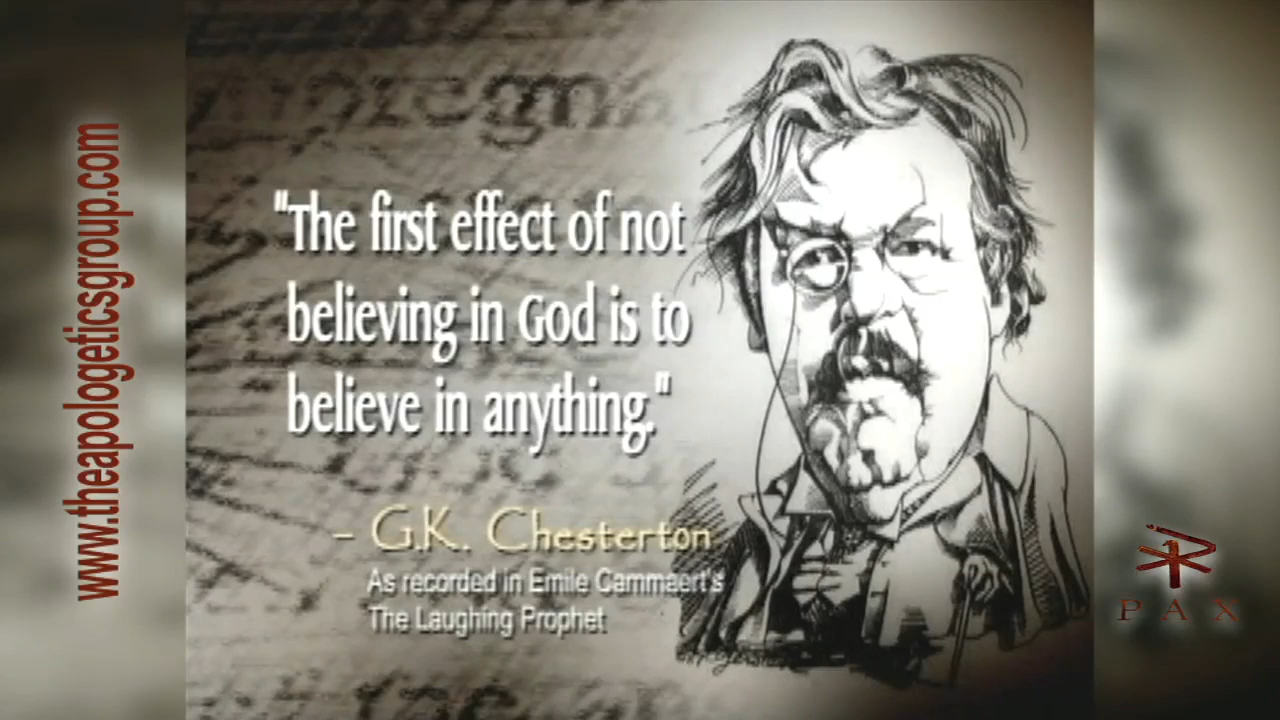 www.theapologeticsgroup.com
"The first effect of not
believing in God is to
believe in anything."
– G.K. Chesterton
As recorded in Emile Cammaert's
The Laughing Prophet
PAX